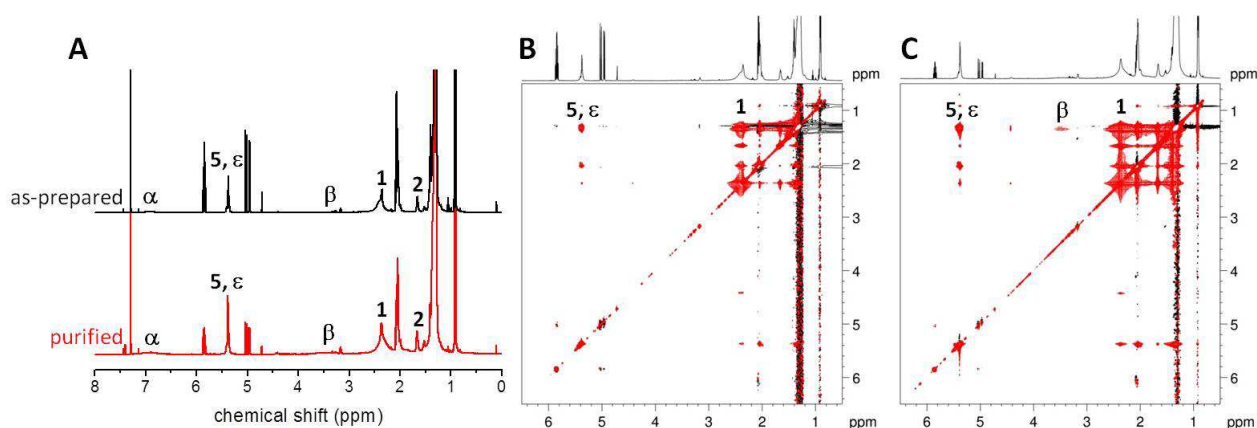 A
5, ε
as-prepared
α
β
1
2
5, ε
purified
α
β
1
2
8 7 6 5 4 3 2 1 0
chemical shift (ppm)
B
ppm
5, ε
1
1
2
3
4
5
6
6 5 4 3 2 1 ppm
C
ppm
5, ε
β
1
1
2
3
4
5
6
6 5 4 3 2 1 ppm